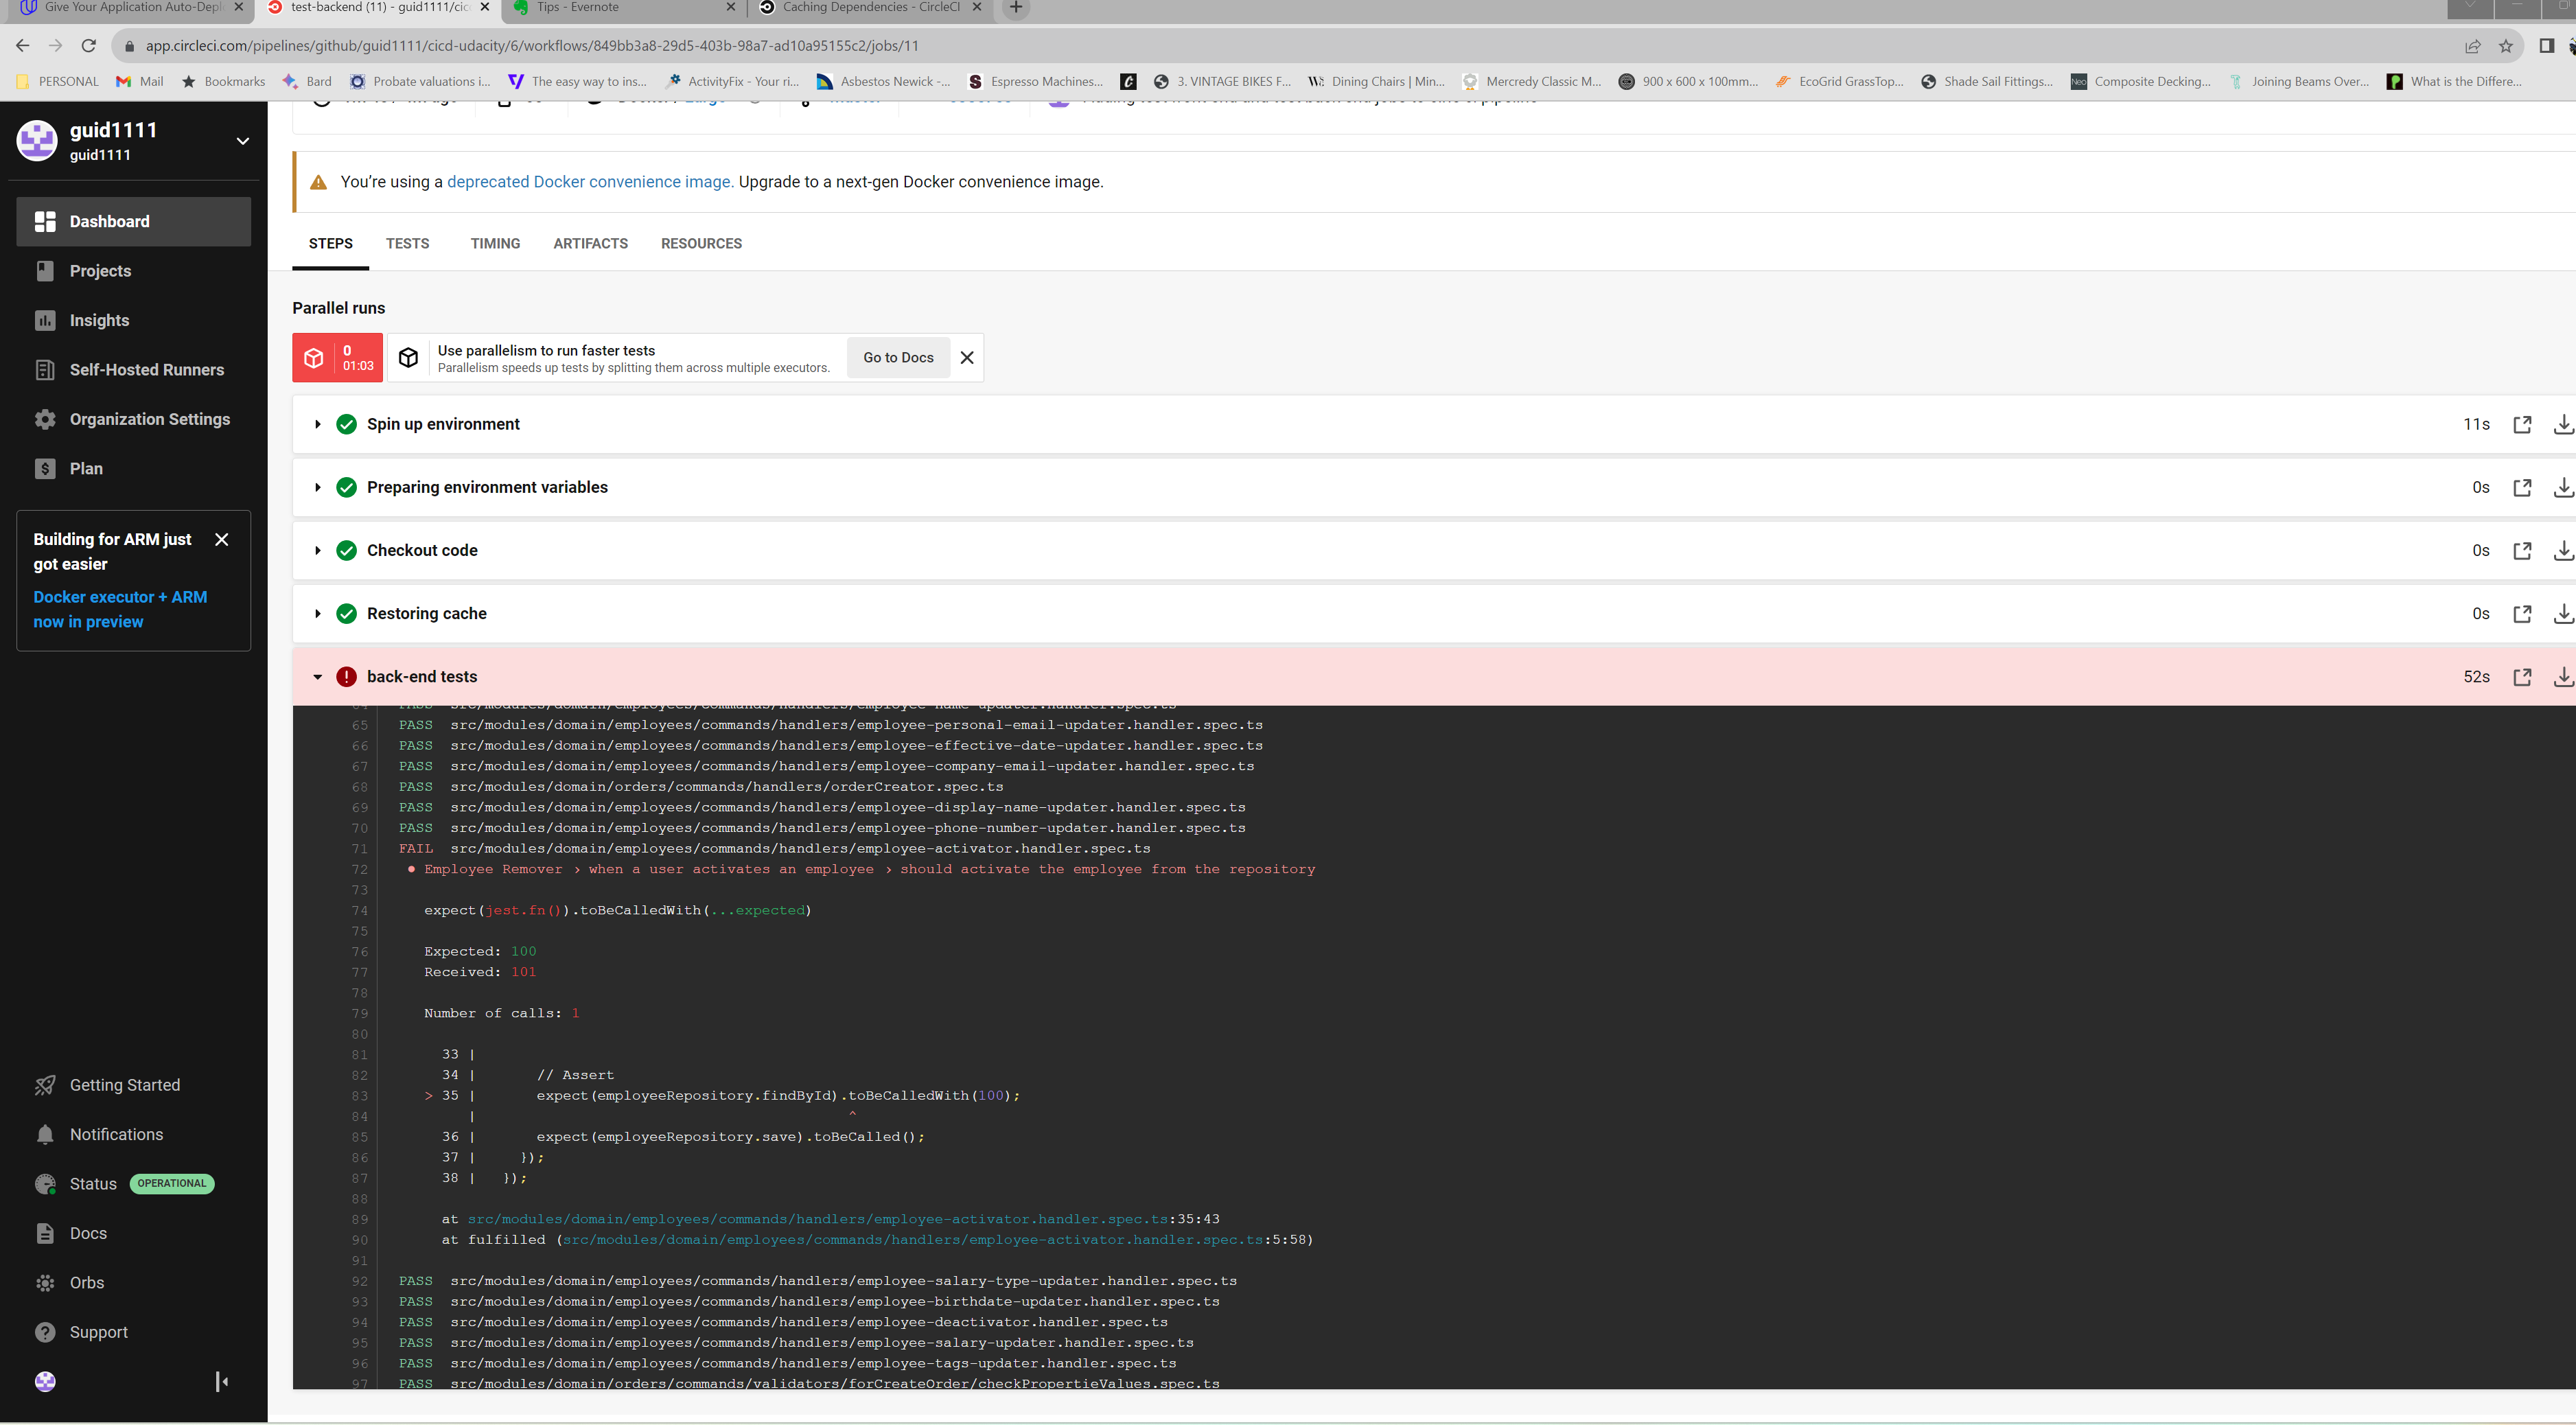 Give Your Application Auto-Depl
test-backend (11) - guid1111/cic
Tips - Evernote
Caching Dependencies - CircleCI
app.circleci.com/pipelines/github/guid1111/cicd-udacity/6/workflows/849bb3a8-29d5-403b-98a7-ad10a95155c2/jobs/11
PERSONAL
Mail
Bookmarks
Bard
Probate valuations i...
The easy way to ins...
ActivityFix - Your ri...
Asbestos Newick -...
Espresso Machines...
3. VINTAGE BIKES F...
Dining Chairs | Min...
Mercredy Classic M...
900 x 600 x 100mm...
EcoGrid GrassTop...
Shade Sail Fittings...
Neo
Composite Decking...
Joining Beams Over...
What is the Differe...
guid1111
guid1111
Dashboard
Projects
Insights
Self-Hosted Runners
Organization Settings
Plan
Building for ARM just
got easier
Docker executor + ARM
now in preview
Getting Started
Notifications
Status OPERATIONAL
Docs
Orbs
Support
You're using a deprecated Docker convenience image. Upgrade to a next-gen Docker convenience image.
STEPS TESTS TIMING ARTIFACTS RESOURCES
Parallel runs
0
01:03
Use parallelism to run faster tests
Parallelism speeds up tests by splitting them across multiple executors.
Go to Docs
Spin up environment 11s
Preparing environment variables 0s
Checkout code 0s
Restoring cache 0s
back-end tests 52s
64 PASS src/modules/domain/employees/commands/handlers/employee-name-updater.handler.spec.ts
65 PASS src/modules/domain/employees/commands/handlers/employee-personal-email-updater.handler.spec.ts
66 PASS src/modules/domain/employees/commands/handlers/employee-effective-date-updater.handler.spec.ts
67 PASS src/modules/domain/employees/commands/handlers/employee-company-email-updater.handler.spec.ts
68 PASS src/modules/domain/orders/commands/handlers/orderCreator.spec.ts
69 PASS src/modules/domain/employees/commands/handlers/employee-display-name-updater.handler.spec.ts
70 PASS src/modules/domain/employees/commands/handlers/employee-phone-number-updater.handler.spec.ts
71 FAIL src/modules/domain/employees/commands/handlers/employee-activator.handler.spec.ts
72 ● Employee Remover › when a user activates an employee › should activate the employee from the repository
73
74 expect(jest.fn()).toBeCalledWith(...expected)
75
76 Expected: 100
77 Received: 101
78
79 Number of calls: 1
80
81 33 |
82 34 | // Assert
83 > 35 | expect(employeeRepository.findById).toBeCalledWith(100);
84 | ^
85 36 | expect(employeeRepository.save).toBeCalled();
86 37 | });
87 38 | });
88
89 at src/modules/domain/employees/commands/handlers/employee-activator.handler.spec.ts:35:43
90 at fulfilled (src/modules/domain/employees/commands/handlers/employee-activator.handler.spec.ts:5:58)
91
92 PASS src/modules/domain/employees/commands/handlers/employee-salary-type-updater.handler.spec.ts
93 PASS src/modules/domain/employees/commands/handlers/employee-birthdate-updater.handler.spec.ts
94 PASS src/modules/domain/employees/commands/handlers/employee-deactivator.handler.spec.ts
95 PASS src/modules/domain/employees/commands/handlers/employee-salary-updater.handler.spec.ts
96 PASS src/modules/domain/employees/commands/handlers/employee-tags-updater.handler.spec.ts
97 PASS src/modules/domain/orders/commands/validators/forCreateOrder/checkPropertieValues.spec.ts